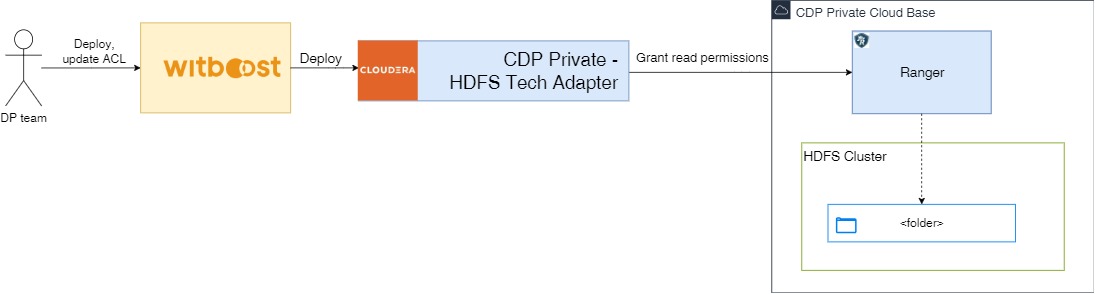 CDP Private Cloud Base
Deploy,
update ACL
witboost
Deploy
CLOUDERA
CDP Private -
HDFS Tech Adapter
Grant read permissions
Ranger
DP team
HDFS Cluster
<folder>